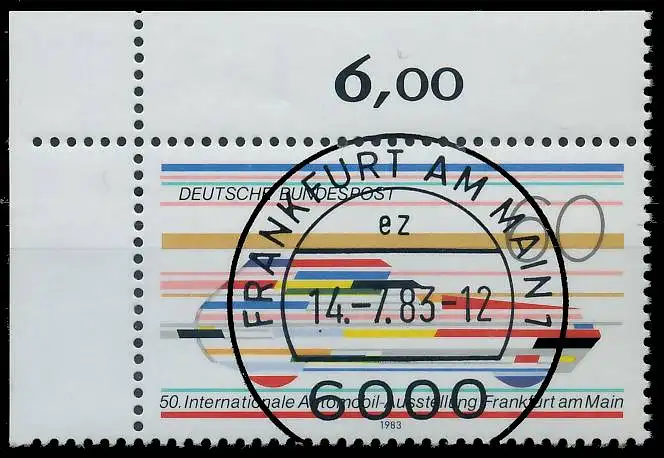 6,00
DEUTSCHE BUNDESPOST
60
FRANKFURT AM MAIN 1
ez
14.-7.83-12
6000
50. Internationale Automobil-Ausstellung Frankfurt am Main
1983